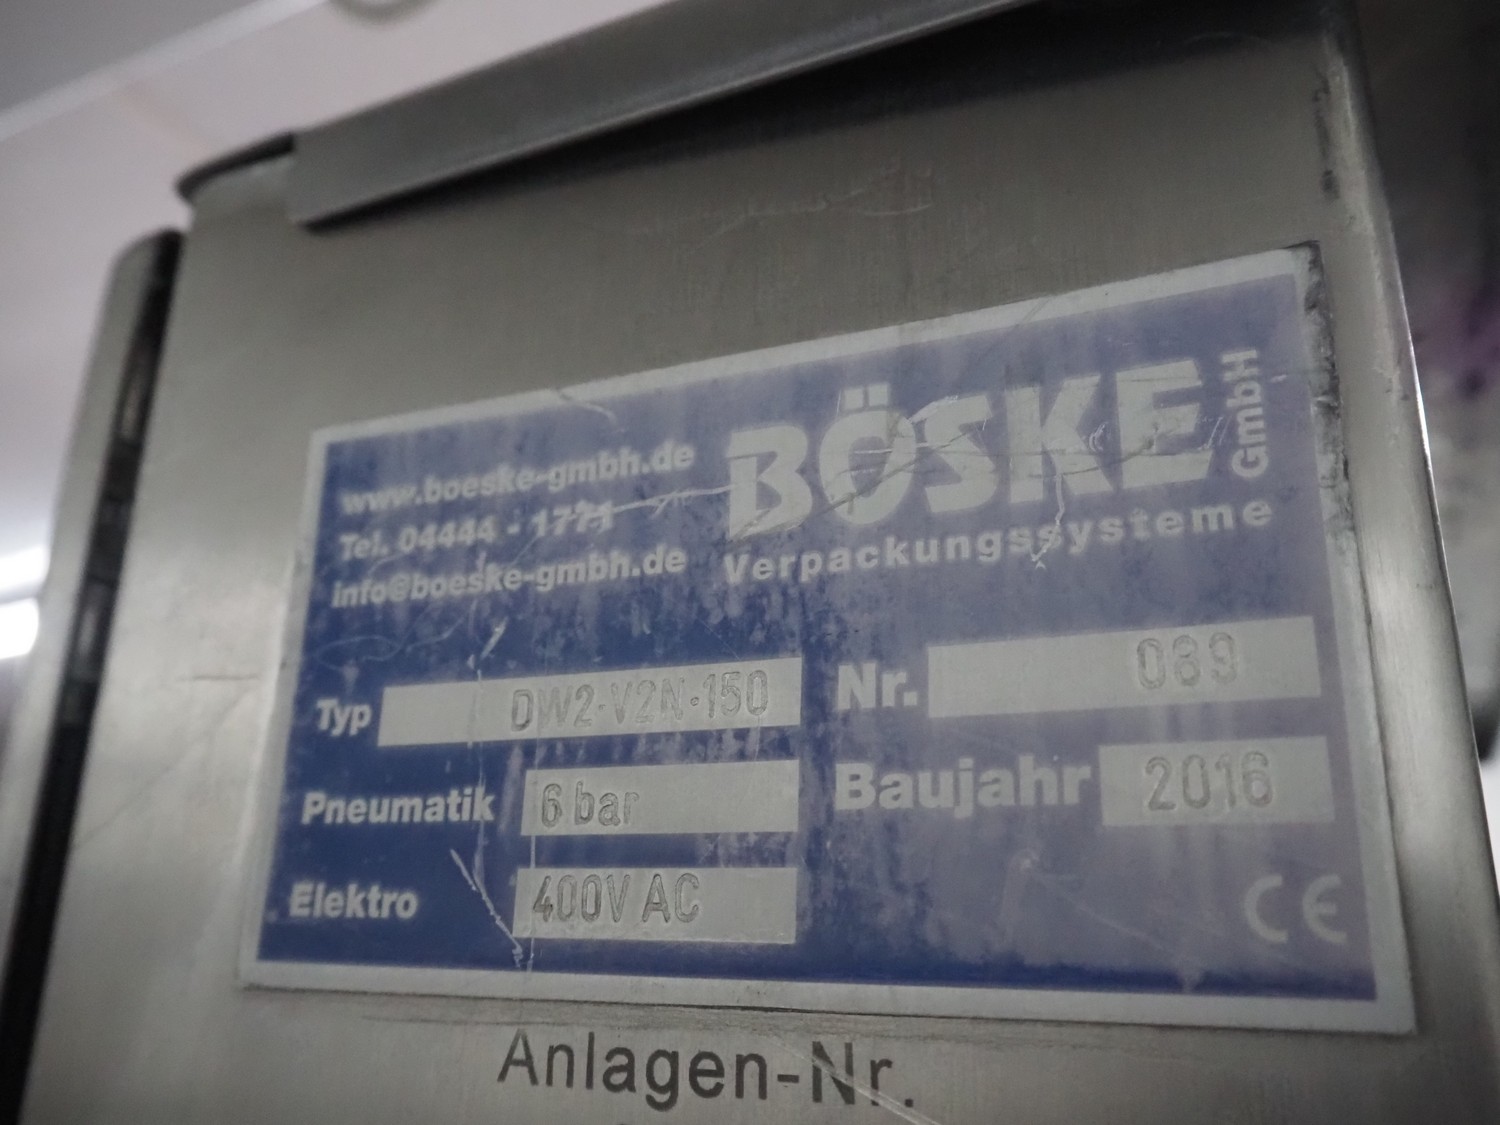 www.boeske-gmbh.de
Tel. 04444 - 1771
info@boeske-gmbh.de
BÖSKE GmbH
Verpackungssysteme
Typ DW2-V2N-150
Nr. 089
Pneumatik 6 bar
Baujahr 2016
Elektro 400V AC
CE
Anlagen-Nr.